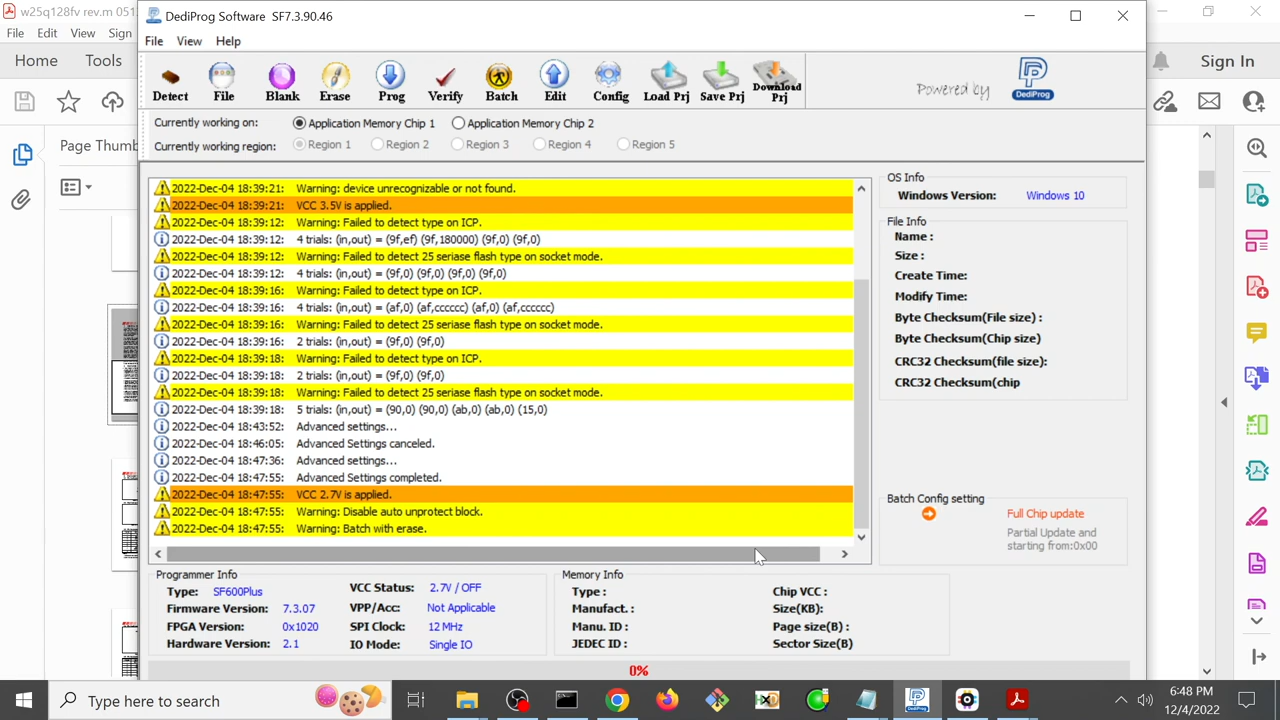 w25q128fv rev.m 051
DediProg Software   SF7.3.90.46
File Edit View Sign
File View Help
Home Tools
Sign In
Detect File Blank Erase Prog Verify Batch Edit Config Load Prj Save Prj Download Prj
Powered by DediProg
Currently working on: Application Memory Chip 1 Application Memory Chip 2
Currently working region: Region 1 Region 2 Region 3 Region 4 Region 5
Page Thumb
2022-Dec-04 18:39:21: Warning: device unrecognizable or not found.
2022-Dec-04 18:39:21: VCC 3.5V is applied.
2022-Dec-04 18:39:12: Warning: Failed to detect type on ICP.
2022-Dec-04 18:39:12: 4 trials: (in,out) = (9f,ef) (9f,180000) (9f,0) (9f,0)
2022-Dec-04 18:39:12: Warning: Failed to detect 25 seriase flash type on socket mode.
2022-Dec-04 18:39:12: 4 trials: (in,out) = (9f,0) (9f,0) (9f,0) (9f,0)
2022-Dec-04 18:39:16: Warning: Failed to detect type on ICP.
2022-Dec-04 18:39:16: 4 trials: (in,out) = (af,0) (af,cccccc) (af,0) (af,cccccc)
2022-Dec-04 18:39:16: Warning: Failed to detect 25 seriase flash type on socket mode.
2022-Dec-04 18:39:16: 2 trials: (in,out) = (9f,0) (9f,0)
2022-Dec-04 18:39:18: Warning: Failed to detect type on ICP.
2022-Dec-04 18:39:18: 2 trials: (in,out) = (9f,0) (9f,0)
2022-Dec-04 18:39:18: Warning: Failed to detect 25 seriase flash type on socket mode.
2022-Dec-04 18:39:18: 5 trials: (in,out) = (90,0) (90,0) (ab,0) (ab,0) (15,0)
2022-Dec-04 18:43:52: Advanced settings...
2022-Dec-04 18:46:05: Advanced Settings canceled.
2022-Dec-04 18:47:36: Advanced settings...
2022-Dec-04 18:47:55: Advanced Settings completed.
2022-Dec-04 18:47:55: VCC 2.7V is applied.
2022-Dec-04 18:47:55: Warning: Disable auto unprotect block.
2022-Dec-04 18:47:55: Warning: Batch with erase.
OS Info
Windows Version: Windows 10
File Info
Name :
Size :
Create Time:
Modify Time:
Byte Checksum(File size) :
Byte Checksum(Chip size)
CRC32 Checksum(file size):
CRC32 Checksum(chip
Batch Config setting
Full Chip update
Partial Update and
starting from:0x00
Programmer Info
Type: SF600Plus
Firmware Version: 7.3.07
FPGA Version: 0x1020
Hardware Version: 2.1
VCC Status: 2.7V / OFF
VPP/Acc: Not Applicable
SPI Clock: 12 MHz
IO Mode: Single IO
Memory Info
Type :
Manufact. :
Manu. ID :
JEDEC ID :
Chip VCC :
Size(KB):
Page size(B) :
Sector Size(B)
0%
Type here to search
6:48 PM
12/4/2022